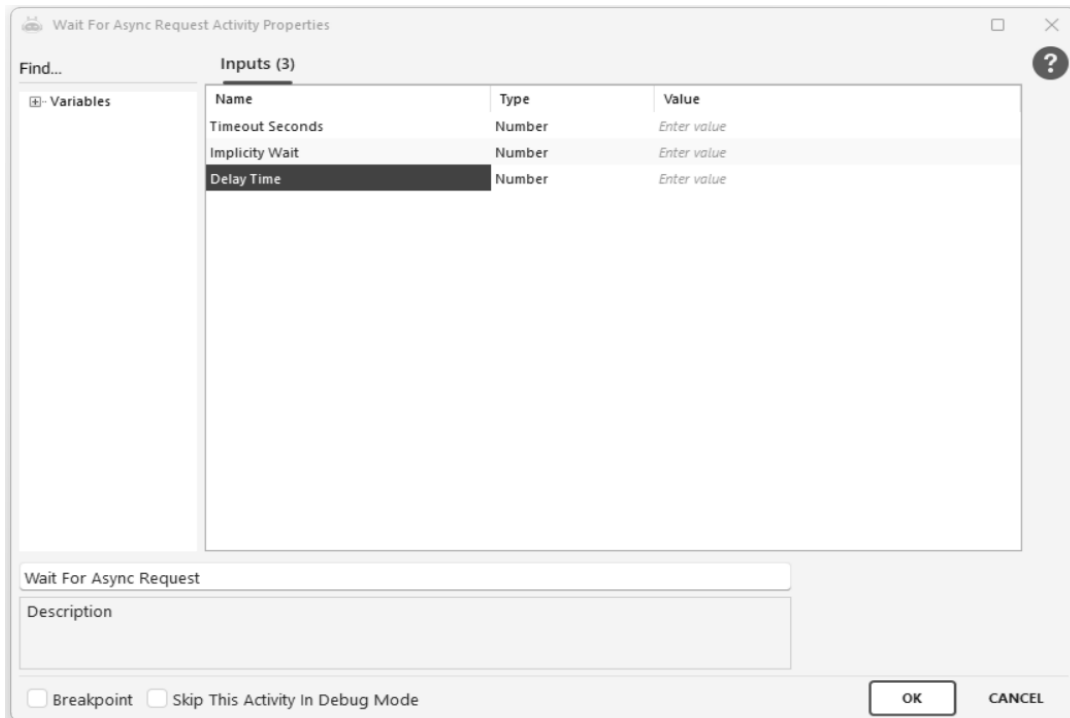 Wait For Async Request Activity Properties
Find...
Inputs (3)
?
Variables
Name Type Value
Timeout Seconds Number Enter value
Implicity Wait Number Enter value
Delay Time Number Enter value
Wait For Async Request
Description
Breakpoint Skip This Activity In Debug Mode OK CANCEL